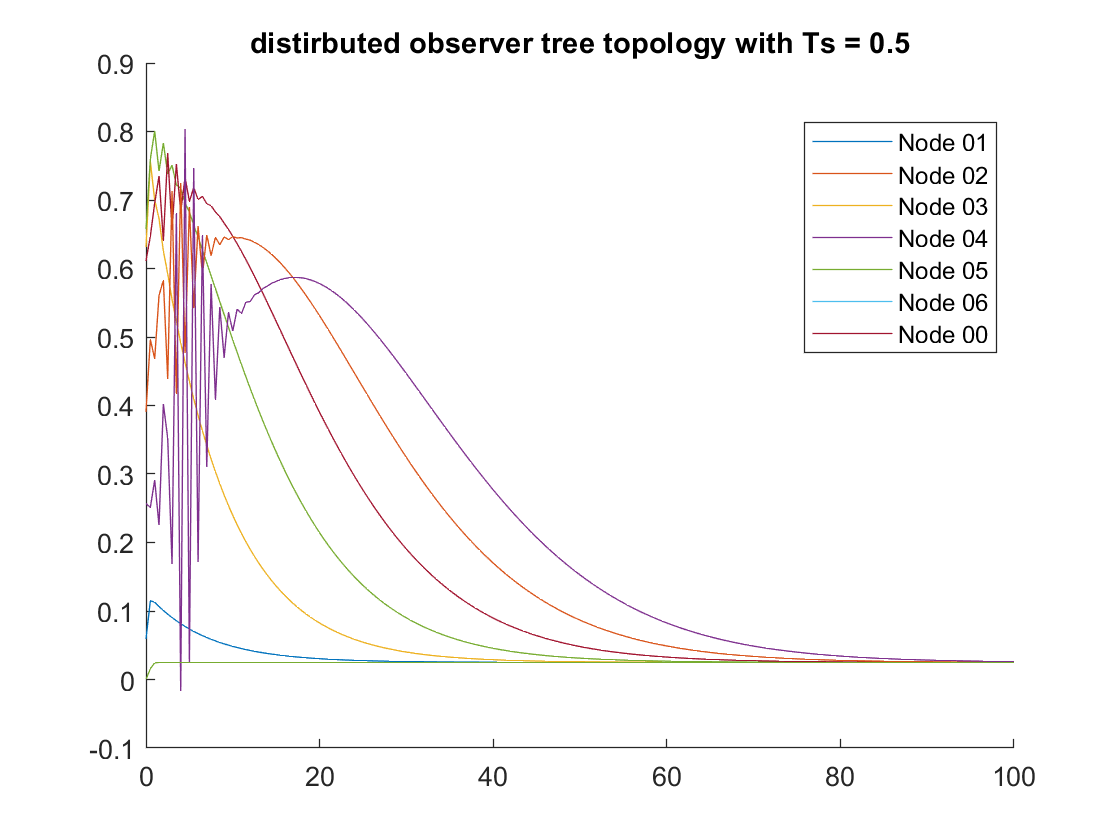 distirbuted observer tree topology with Ts = 0.5
0.9
0.8
0.7
0.6
0.5
0.4
0.3
0.2
0.1
0
-0.1
0 20 40 60 80 100
Node 01
Node 02
Node 03
Node 04
Node 05
Node 06
Node 00